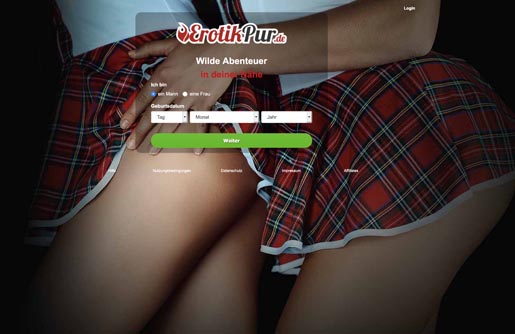 Login
ErotikPur.de
Wilde Abenteuer
in deiner Nähe
Ich bin
ein Mann eine Frau
Geburtsdatum
Tag Monat Jahr
Weiter
Nutzungsbedingungen Datenschutz Impressum Affiliates